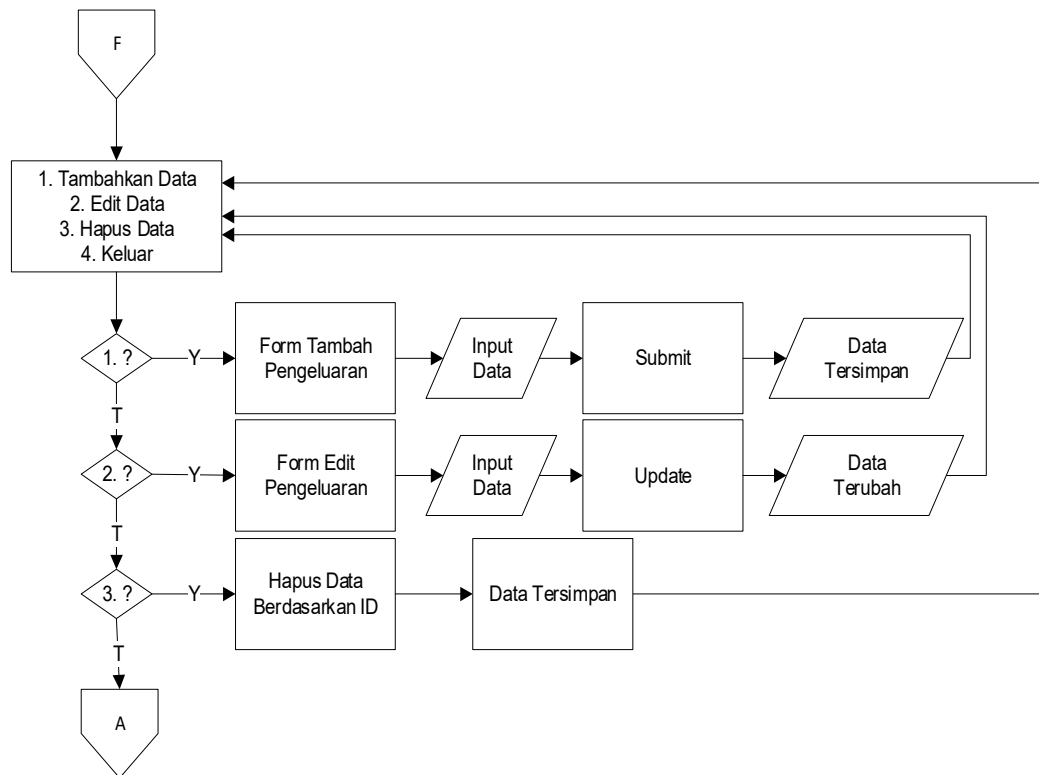 F
1. Tambahkan Data
2. Edit Data
3. Hapus Data
4. Keluar
1. ?
Y
Form Tambah
Pengeluaran
Input
Data
Submit
Data
Tersimpan
T
2. ?
Y
Form Edit
Pengeluaran
Input
Data
Update
Data
Terubah
T
3. ?
Y
Hapus Data
Berdasarkan ID
Data Tersimpan
T
A